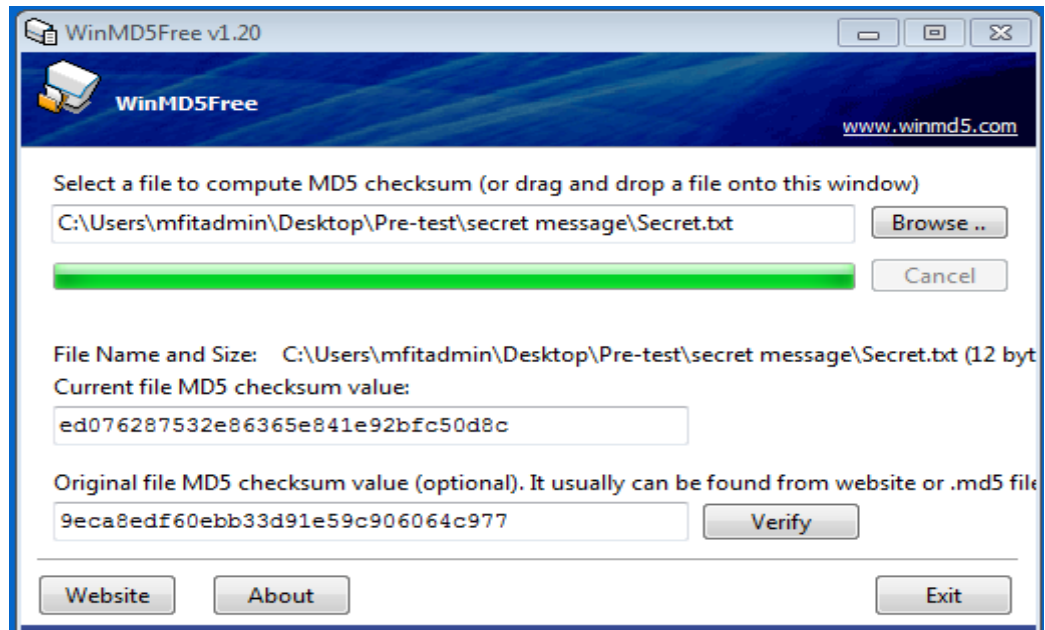 WinMD5Free v1.20
WinMD5Free
www.winmd5.com
Select a file to compute MD5 checksum (or drag and drop a file onto this window)
C:\Users\mfitadmin\Desktop\Pre-test\secret message\Secret.txt
Browse ..
Cancel
File Name and Size: C:\Users\mfitadmin\Desktop\Pre-test\secret message\Secret.txt (12 byt
Current file MD5 checksum value:
ed076287532e86365e841e92bfc50d8c
Original file MD5 checksum value (optional). It usually can be found from website or .md5 file
9eca8edf60ebb33d91e59c906064c977
Verify
Website
About
Exit